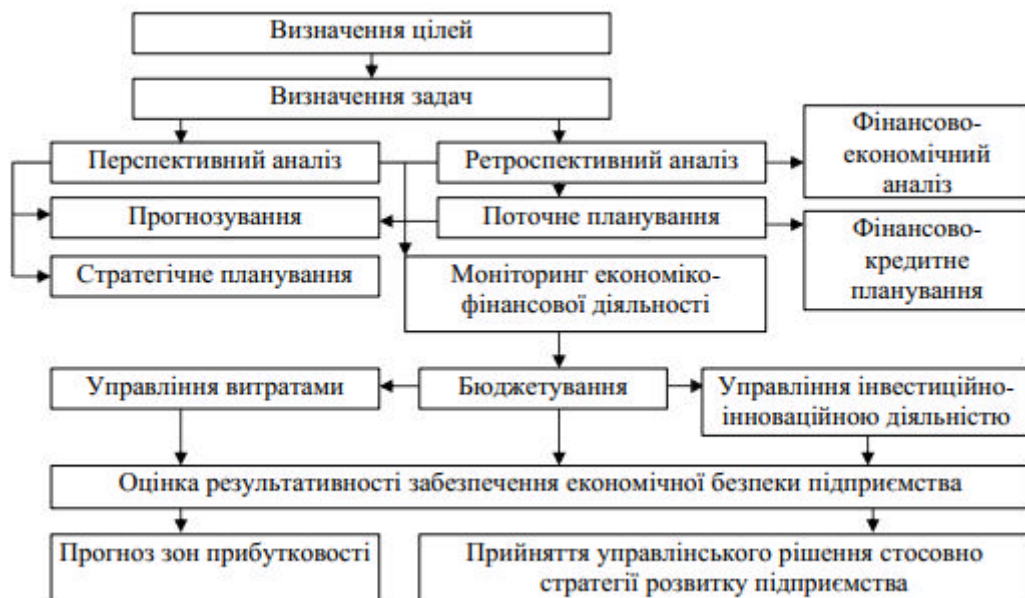 Визначення цілей
Визначення задач
Перспективний аналіз
Ретроспективний аналіз
Фінансово-
економічний
аналіз
Прогнозування
Поточне планування
Фінансово-
кредитне
планування
Стратегічне планування
Моніторинг економіко-
фінансової діяльності
Управління витратами
Бюджетування
Управління інвестиційно-
інноваційною діяльністю
Оцінка результативності забезпечення економічної безпеки підприємства
Прогноз зон прибутковості
Прийняття управлінського рішення стосовно
стратегії розвитку підприємства